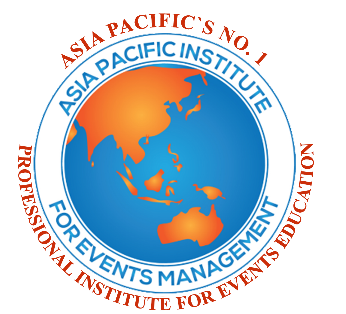 ASIA PACIFIC`S NO. 1
ASIA PACIFIC INSTITUTE
FOR EVENTS MANAGEMENT
PROFESSIONAL INSTITUTE FOR EVENTS EDUCATION